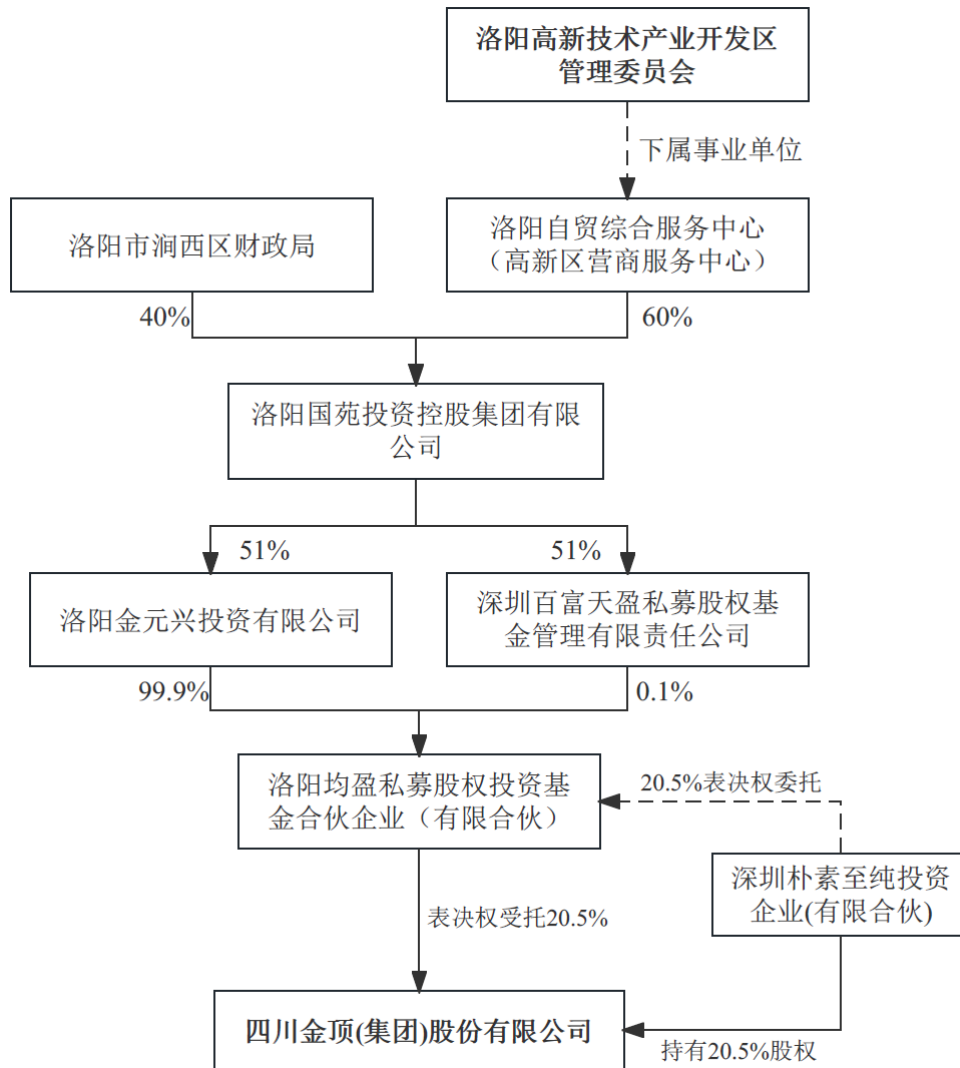 洛阳高新技术产业开发区
管理委员会
下属事业单位
洛阳市涧西区财政局
洛阳自贸综合服务中心
（高新区营商服务中心）
40%
60%
洛阳国苑投资控股集团有限
公司
51%
51%
洛阳金元兴投资有限公司
深圳百富天盈私募股权基
金管理有限责任公司
99.9%
0.1%
洛阳均盈私募股权投资基
金合伙企业（有限合伙）
20.5%表决权委托
深圳朴素至纯投资
企业(有限合伙)
表决权受托20.5%
四川金顶(集团)股份有限公司
持有20.5%股权